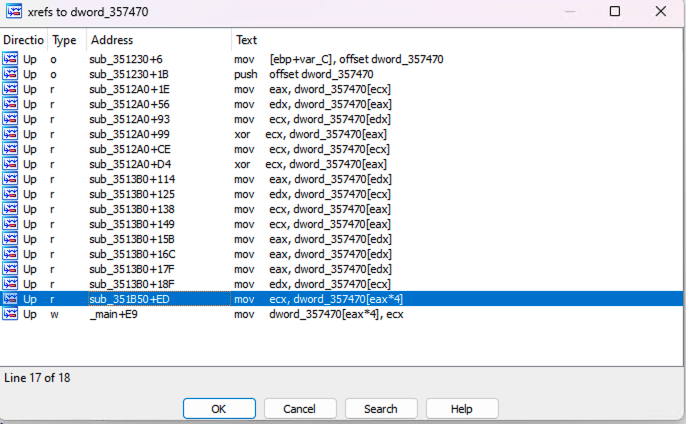 xrefs to dword_357470
Directio Type Address Text
Up o sub_351230+6 mov [ebp+var_C], offset dword_357470
Up o sub_351230+1B push offset dword_357470
Up r sub_3512A0+1E mov eax, dword_357470[ecx]
Up r sub_3512A0+56 mov edx, dword_357470[eax]
Up r sub_3512A0+93 mov ecx, dword_357470[edx]
Up r sub_3512A0+99 xor ecx, dword_357470[eax]
Up r sub_3512A0+CE mov ecx, dword_357470[ecx]
Up r sub_3512A0+D4 xor ecx, dword_357470[eax]
Up r sub_3513B0+114 mov eax, dword_357470[edx]
Up r sub_3513B0+125 mov edx, dword_357470[ecx]
Up r sub_3513B0+138 mov ecx, dword_357470[eax]
Up r sub_3513B0+149 mov ecx, dword_357470[eax]
Up r sub_3513B0+15B mov eax, dword_357470[edx]
Up r sub_3513B0+16C mov eax, dword_357470[edx]
Up r sub_3513B0+17F mov eax, dword_357470[edx]
Up r sub_3513B0+18F mov edx, dword_357470[ecx]
Up r sub_351B50+ED mov ecx, dword_357470[eax*4]
Up w _main+E9 mov dword_357470[eax*4], ecx
Line 17 of 18
OK Cancel Search Help